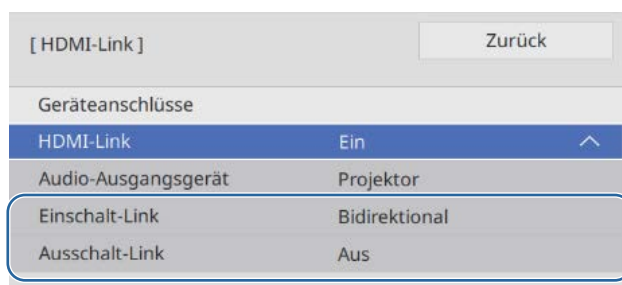 [ HDMI-Link ] Zurück
Geräteanschlüsse
HDMI-Link Ein
Audio-Ausgangsgerät Projektor
Einschalt-Link Bidirektional
Ausschalt-Link Aus